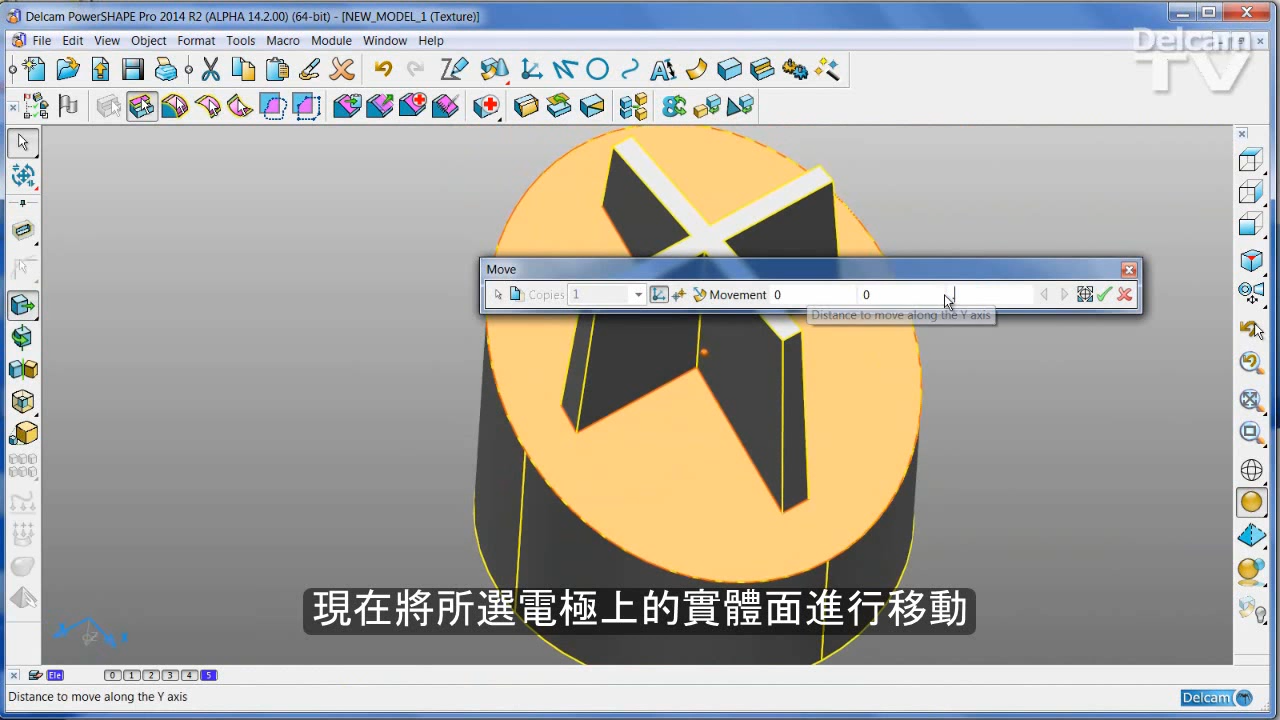 Delcam PowerSHAPE Pro 2014 R2 (ALPHA 14.2.00) (64-bit) - [NEW_MODEL_1 (Texture)]
File Edit View Object Format Tools Macro Module Window Help
Delcam
TV
Move
Copies 1 Movement 0 0
Distance to move along the Y axis
現在將所選電極上的實體面進行移動
Ele 0 1 2 3 4 5
Distance to move along the Y axis
Delcam